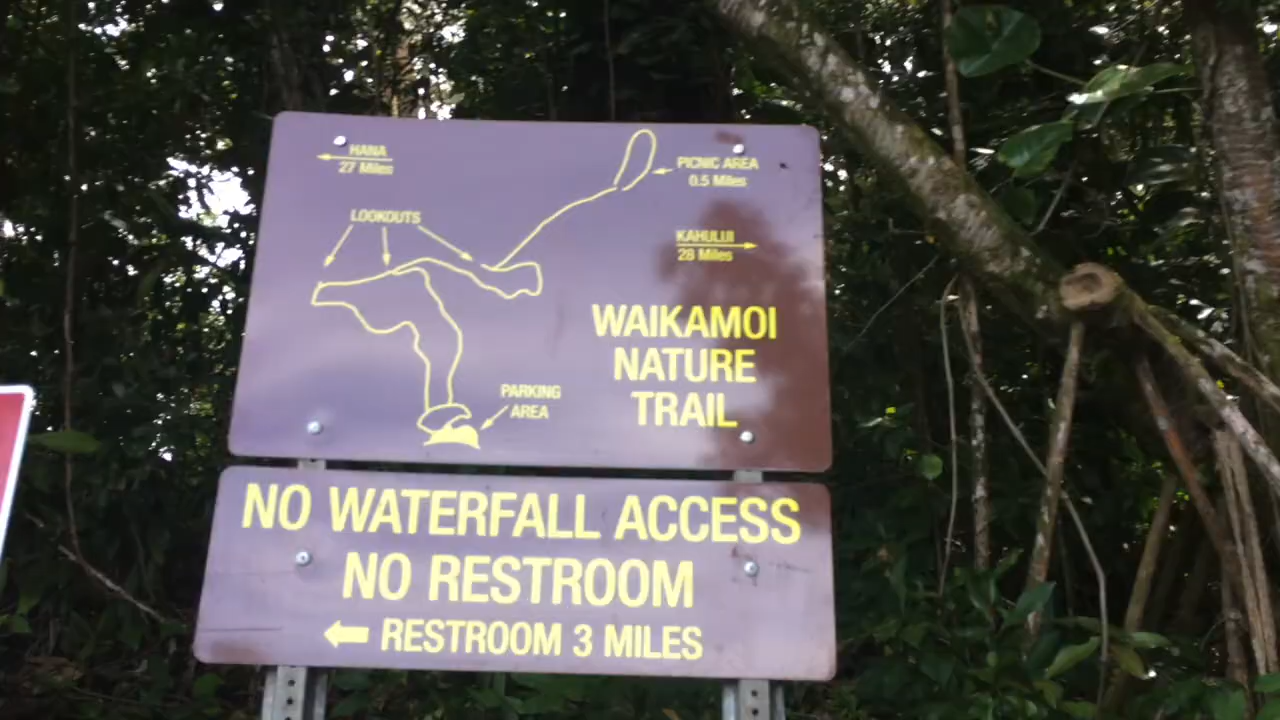 HANA
27 Miles
PICNIC AREA
0.5 Miles
LOOKOUTS
KAHULUI
28 Miles
WAIKAMOI
NATURE
TRAIL
PARKING
AREA
NO WATERFALL ACCESS
NO RESTROOM
RESTROOM 3 MILES